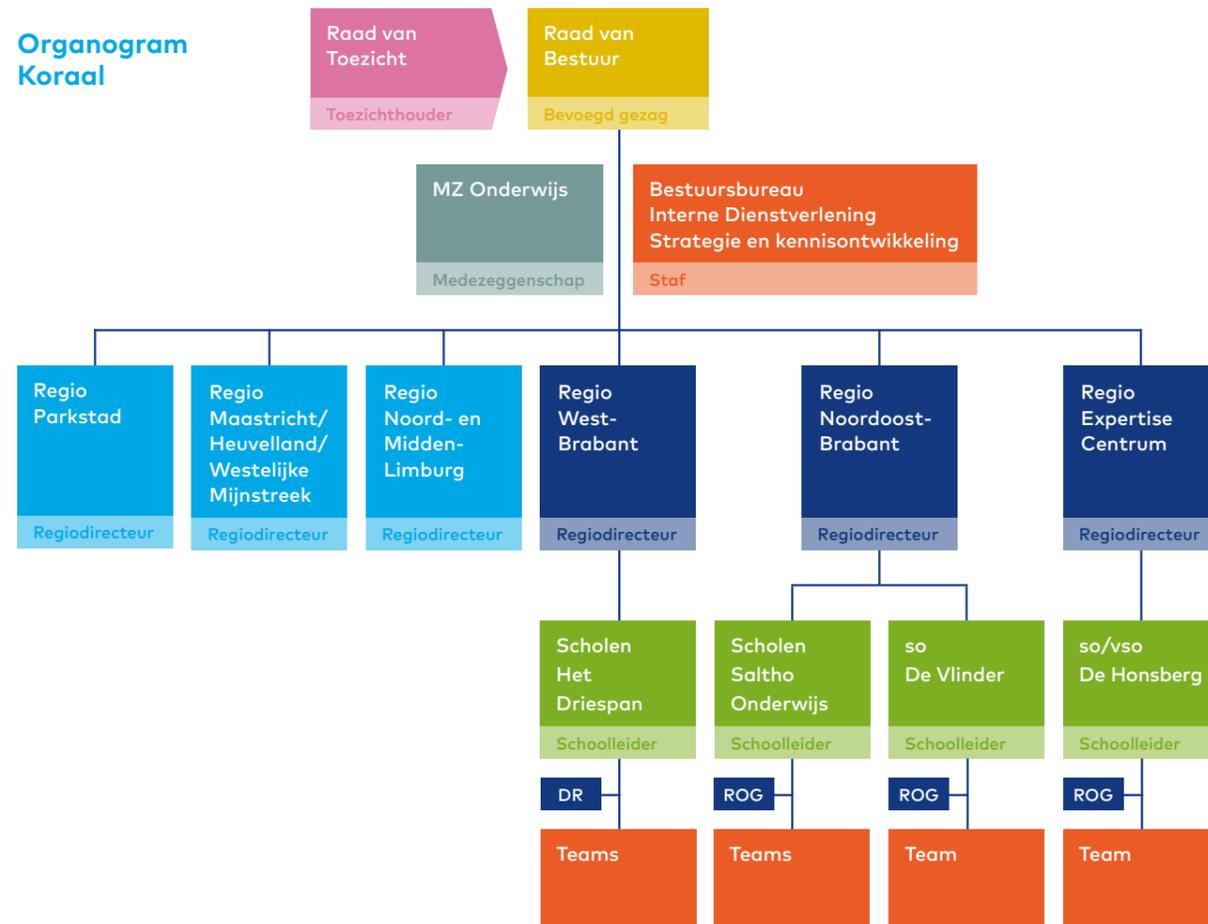 Organogram
Koraal
Raad van
Toezicht
Toezichthouder
Raad van
Bestuur
Bevoegd gezag
MZ Onderwijs
Medezeggenschap
Bestuursbureau
Interne Dienstverlening
Strategie en kennisontwikkeling
Staf
Regio
Parkstad
Regiodirecteur
Regio
Maastricht/
Heuvelland/
Westelijke
Mijnstreek
Regiodirecteur
Regio
Noord- en
Midden-
Limburg
Regiodirecteur
Regio
West-
Brabant
Regiodirecteur
Regio
Noordoost-
Brabant
Regiodirecteur
Regio
Expertise
Centrum
Regiodirecteur
Scholen
Het
Driespan
Schoolleider
Scholen
Saltho
Onderwijs
Schoolleider
so
De Vlinder
Schoolleider
so/vso
De Honsberg
Schoolleider
DR
ROG
ROG
ROG
Teams
Teams
Team
Team